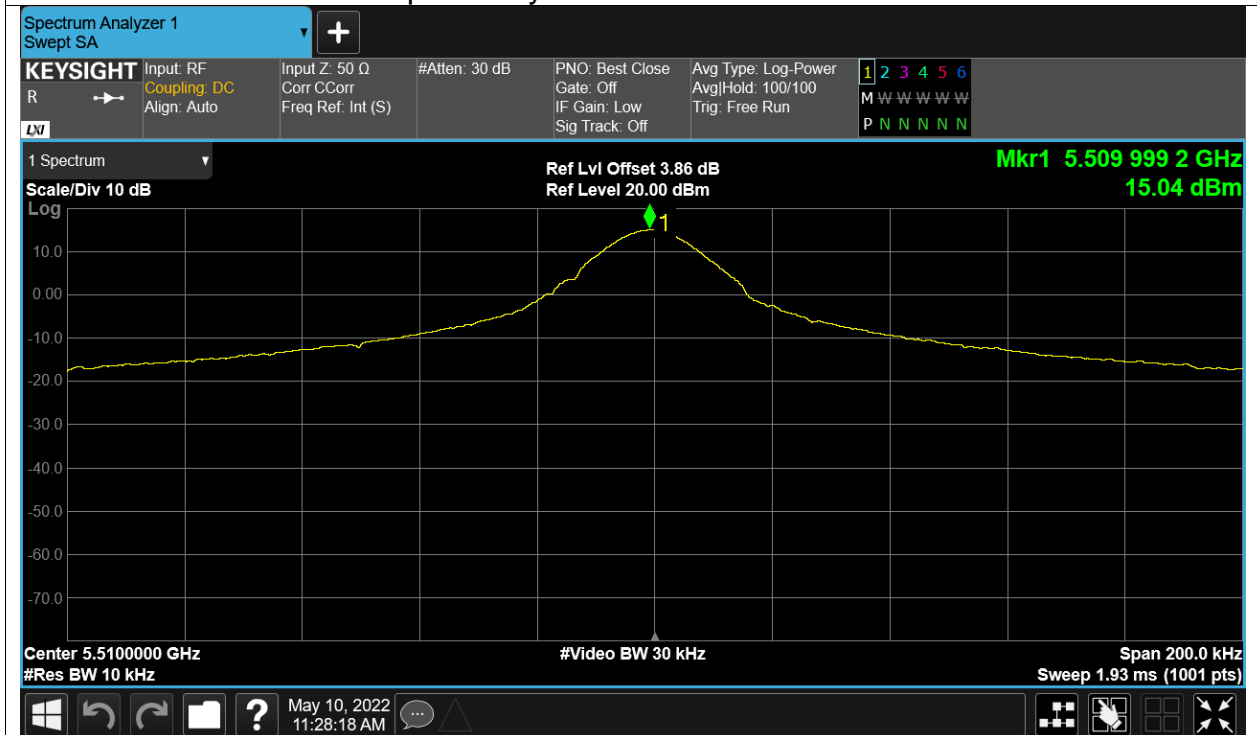 Spectrum Analyzer 1
Swept SA
+
KEYSIGHT
R
LXI
Input: RF
Coupling: DC
Align: Auto
Input Z: 50 Ω
Corr CCorr
Freq Ref: Int (S)
#Atten: 30 dB
PNO: Best Close
Gate: Off
IF Gain: Low
Sig Track: Off
Avg Type: Log-Power
Avg|Hold: 100/100
Trig: Free Run
1 2 3 4 5 6
M W W W W W
P N N N N N N
1 Spectrum
Scale/Div 10 dB
Log
Ref Lvl Offset 3.86 dB
Ref Level 20.00 dBm
Mkr1 5.509 999 2 GHz
15.04 dBm
1
10.0
0.00
-10.0
-20.0
-30.0
-40.0
-50.0
-60.0
-70.0
Center 5.5100000 GHz
#Res BW 10 kHz
#Video BW 30 kHz
Span 200.0 kHz
Sweep 1.93 ms (1001 pts)
?
May 10, 2022
11:28:18 AM